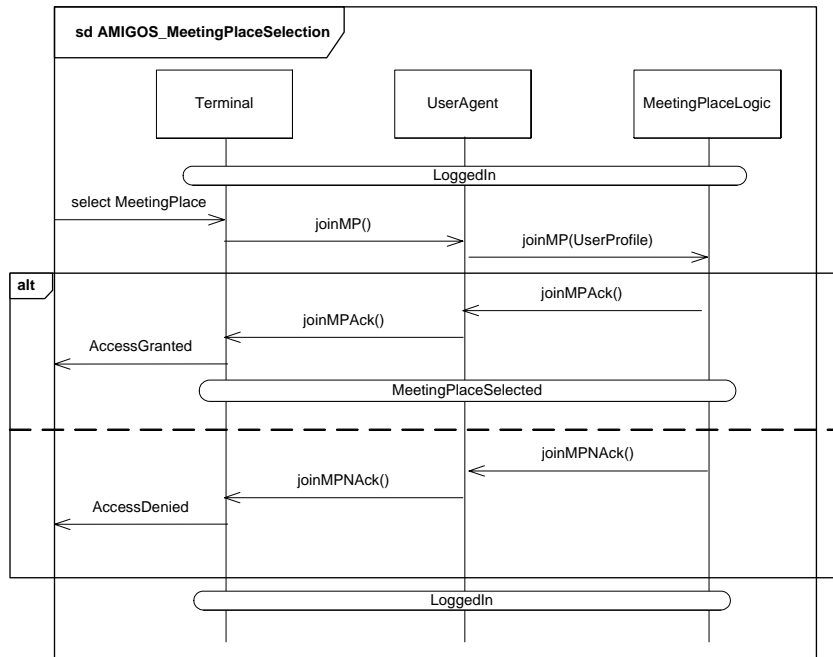 sd AMIGOS_MeetingPlaceSelection
Terminal
UserAgent
MeetingPlaceLogic
LoggedIn
select MeetingPlace
joinMP()
joinMP(UserProfile)
alt
joinMPAck()
joinMPAck()
AccessGranted
MeetingPlaceSelected
joinMPNAck()
joinMPNAck()
AccessDenied
LoggedIn